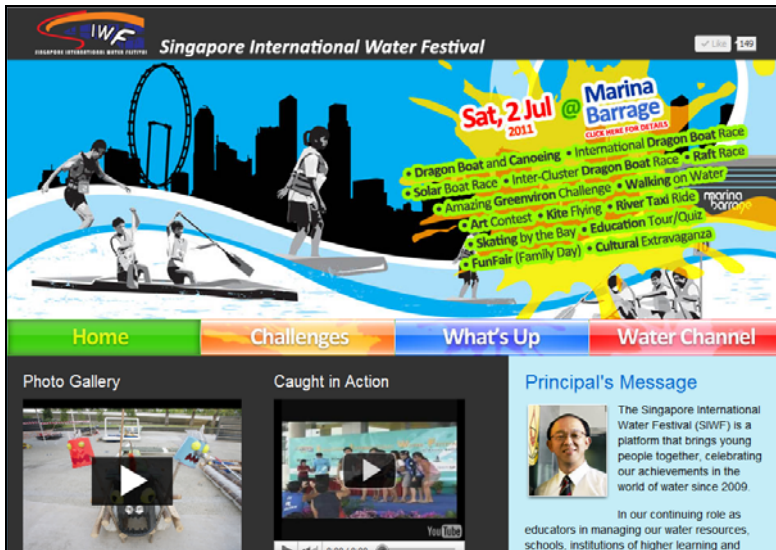 SIWF
SINGAPORE INTERNATIONAL WATER FESTIVAL
Singapore International Water Festival
Like 149
Sat, 2 Jul @ Marina Barrage
2011
CLICK HERE FOR DETAILS
• Dragon Boat and Canoeing • International Dragon Boat Race
• Solar Boat Race • Inter-Cluster Dragon Boat Race • Raft Race
• Amazing Greenviron Challenge • Walking on Water
• Art Contest • Kite Flying • River Taxi Ride
• Skating by the Bay • Education Tour/Quiz
• FunFair (Family Day) • Cultural Extravaganza
marina
barrage
Home
Challenges
What's Up
Water Channel
Photo Gallery
Caught in Action
You Tube
Principal's Message
The Singapore International
Water Festival (SIWF) is a
platform that brings young
people together, celebrating
our achievements in the
world of water since 2009.
In our continuing role as
educators in managing our water resources,
schools, institutions of higher learning and